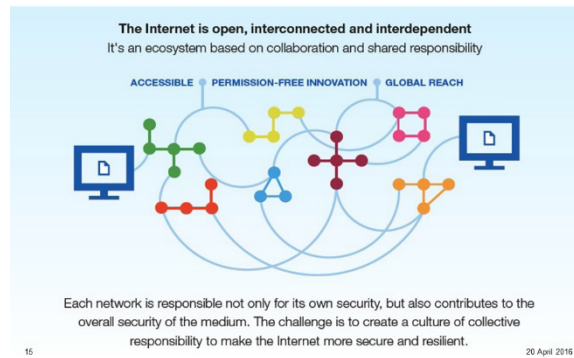 The Internet is open, interconnected and interdependent
It's an ecosystem based on collaboration and shared responsibility
ACCESSIBLE PERMISSION-FREE INNOVATION GLOBAL REACH
Each network is responsible not only for its own security, but also contributes to the
overall security of the medium. The challenge is to create a culture of collective
responsibility to make the Internet more secure and resilient.
15 20 April 2016